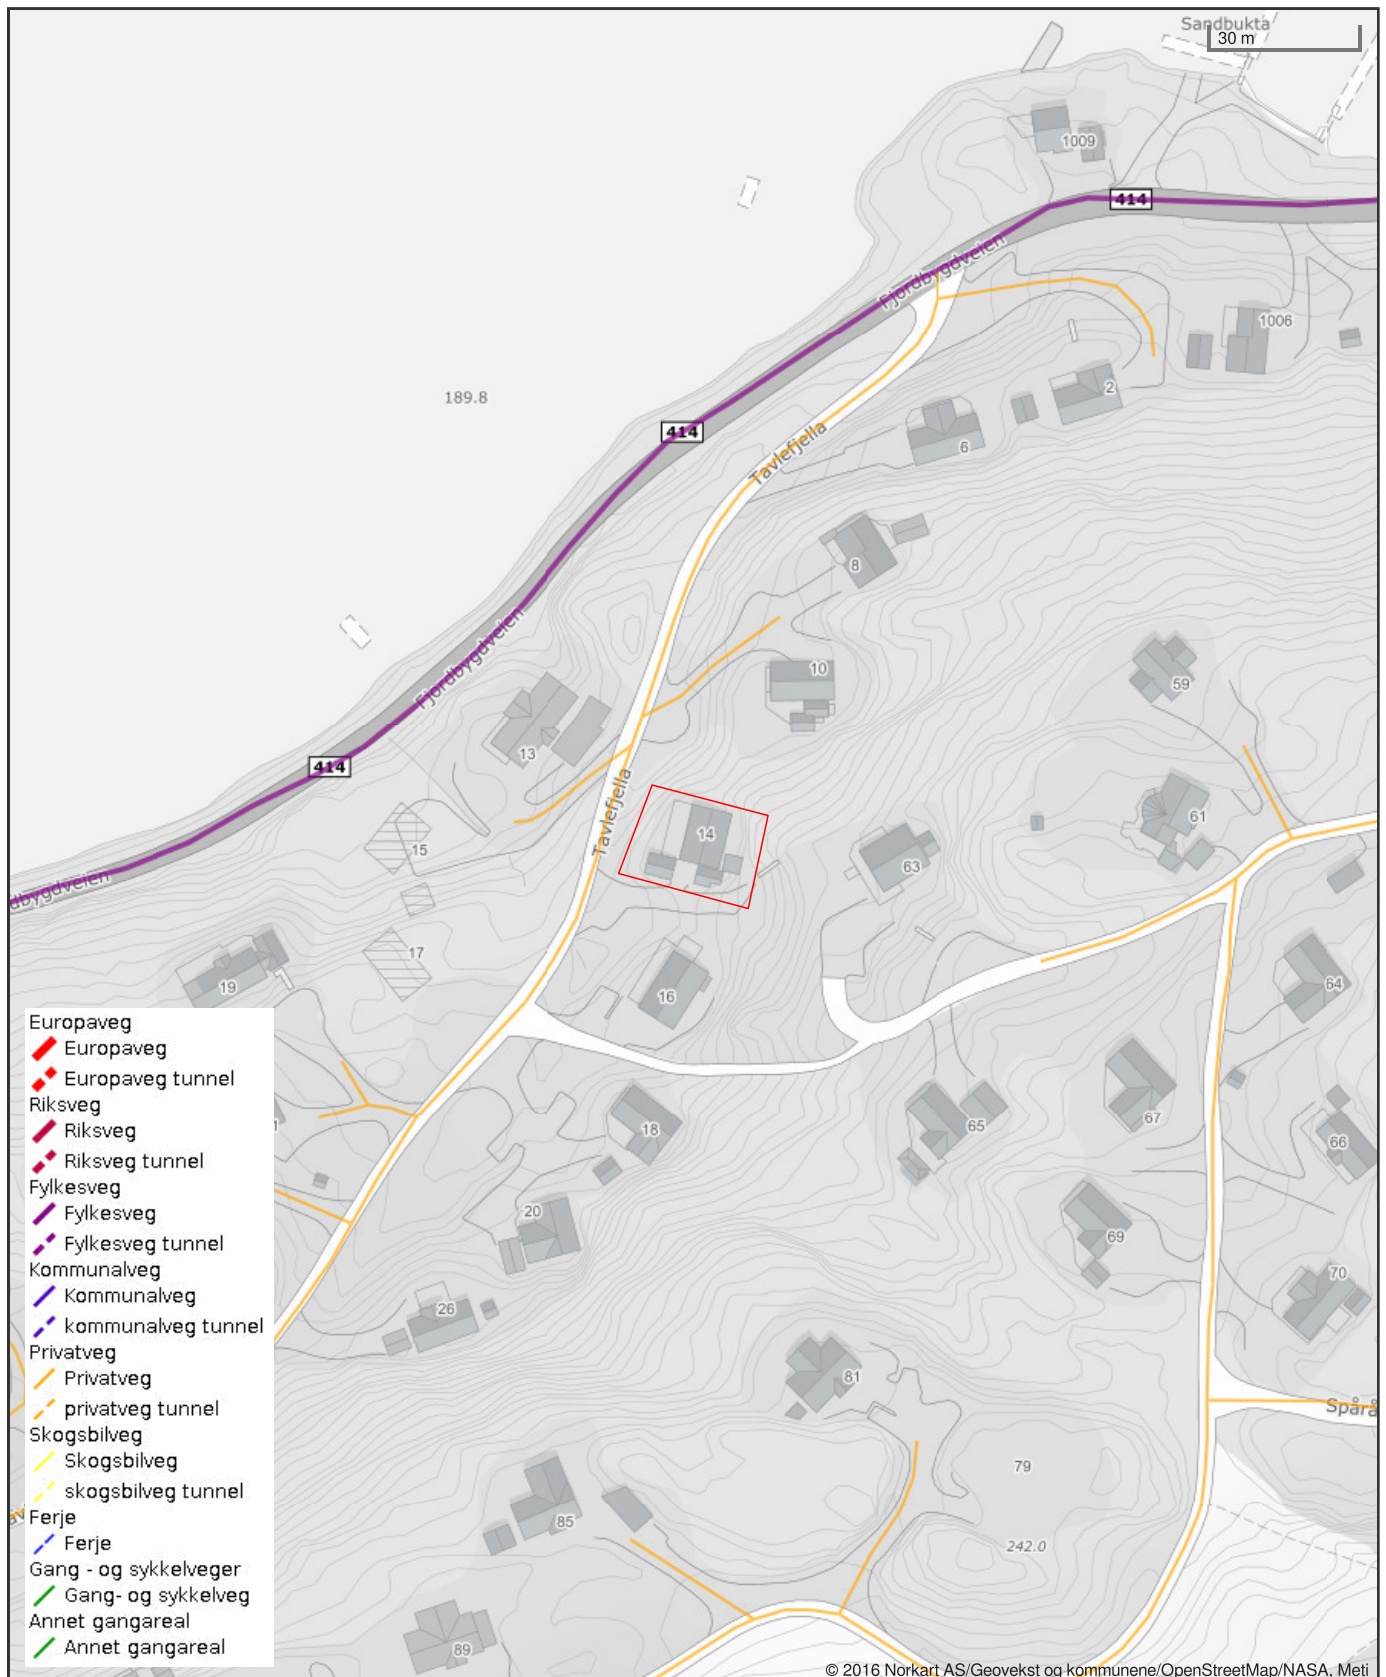 Sandbukta
30 m
1009
414
Fjordbygdveien
1006
189.8
2
414
Tavlefjella
6
8
Fjordbygdveien
10
59
13
414
Tavlefjella
61
14
15
63
dbygdveien
17
19
16
64
Europaveg
Europaveg
Europaveg tunnel
Riksveg
Riksveg
Riksveg tunnel
Fylkesveg
Fylkesveg
Fylkesveg tunnel
Kommunalveg
Kommunalveg
kommunalveg tunnel
Privatveg
Privatveg
privatveg tunnel
Skogsbilveg
Skogsbilveg
skogsbilveg tunnel
Ferje
Ferje
Gang - og sykkelveger
Gang- og sykkelveg
Annet gangareal
Annet gangareal
18
65
67
66
20
69
26
70
81
Spårå
79
85
242.0
89
© 2016 Norkart AS/Geovekst og kommunene/OpenStreetMap/NASA, Meti